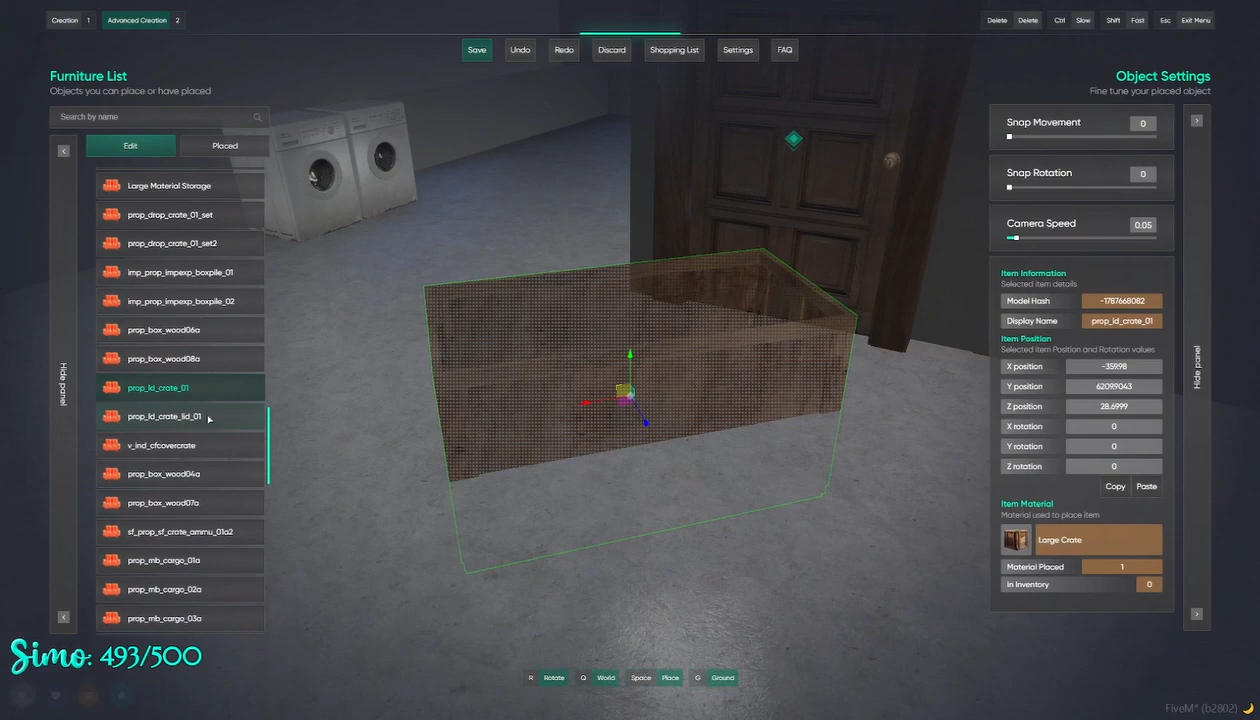 Creation 1 Advanced Creation 2
Delete Delete Ctrl Slow Shift Fast Esc Exit Menu
Save Undo Redo Discard Shopping List Settings FAQ
Furniture List
Objects you can place or have placed
Search by name
Edit Placed
Hide panel
Large Material Storage
prop_drop_crate_01_set
prop_drop_crate_01_set2
imp_prop_impexp_boxpile_01
imp_prop_impexp_boxpile_02
prop_box_wood06a
prop_box_wood08a
prop_ld_crate_01
prop_ld_crate_lid_01
v_ind_cfcovercrate
prop_box_wood04a
prop_box_wood07a
sf_prop_sf_crate_ammu_01a2
prop_mb_cargo_01a
prop_mb_cargo_02a
prop_mb_cargo_03a
Object Settings
Fine tune your placed object
Snap Movement 0
Snap Rotation 0
Camera Speed 0.05
Item Information
Selected item details
Model Hash -1787668082
Display Name prop_ld_crate_01
Item Position
Selected item Position and Rotation values
X position -359.98
Y position 6209.9043
Z position 28.6999
X rotation 0
Y rotation 0
Z rotation 0
Copy Paste
Item Material
Material used to place item
Large Crate
Material Placed 1
In Inventory 0
Hide panel
Simo: 493/500
R Rotate Q World Space Place G Ground
FiveM* (b2802)